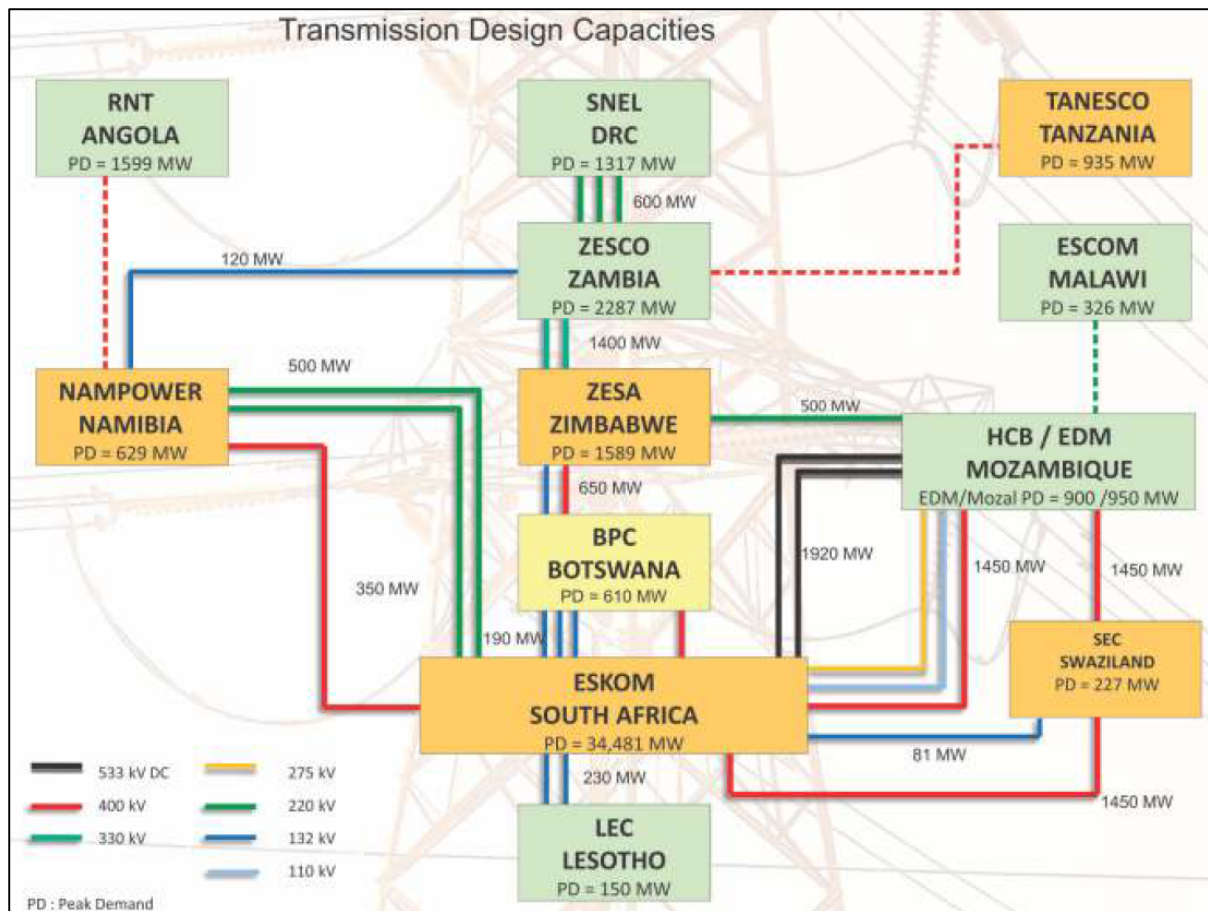 Transmission Design Capacities
RNT
ANGOLA
PD = 1599 MW
SNEL
DRC
PD = 1317 MW
TANESCO
TANZANIA
PD = 935 MW
600 MW
ZESCO
ZAMBIA
PD = 2287 MW
ESCOM
MALAWI
PD = 326 MW
120 MW
1400 MW
500 MW
NAMPOWER
NAMIBIA
PD = 629 MW
ZESA
ZIMBABWE
PD = 1589 MW
500 MW
HCB / EDM
MOZAMBIQUE
EDM/Mozal PD = 900 /950 MW
650 MW
BPC
BOTSWANA
PD = 610 MW
1920 MW
1450 MW
1450 MW
350 MW
190 MW
SEC
SWAZILAND
PD = 227 MW
ESKOM
SOUTH AFRICA
PD = 34,481 MW
81 MW
230 MW
1450 MW
LEC
LESOTHO
PD = 150 MW
533 kV DC
400 kV
330 kV
275 kV
220 kV
132 kV
110 kV
PD : Peak Demand